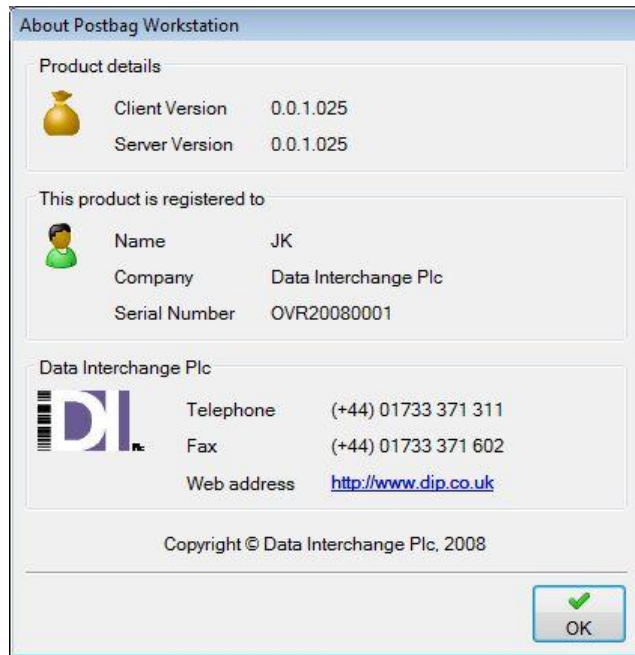 About Postbag Workstation
Product details
Client Version 0.0.1.025
Server Version 0.0.1.025
This product is registered to
Name JK
Company Data Interchange Plc
Serial Number OVR20080001
Data Interchange Plc
DI Plc
Telephone (+44) 01733 371 311
Fax (+44) 01733 371 602
Web address http://www.dip.co.uk
Copyright © Data Interchange Plc, 2008
OK